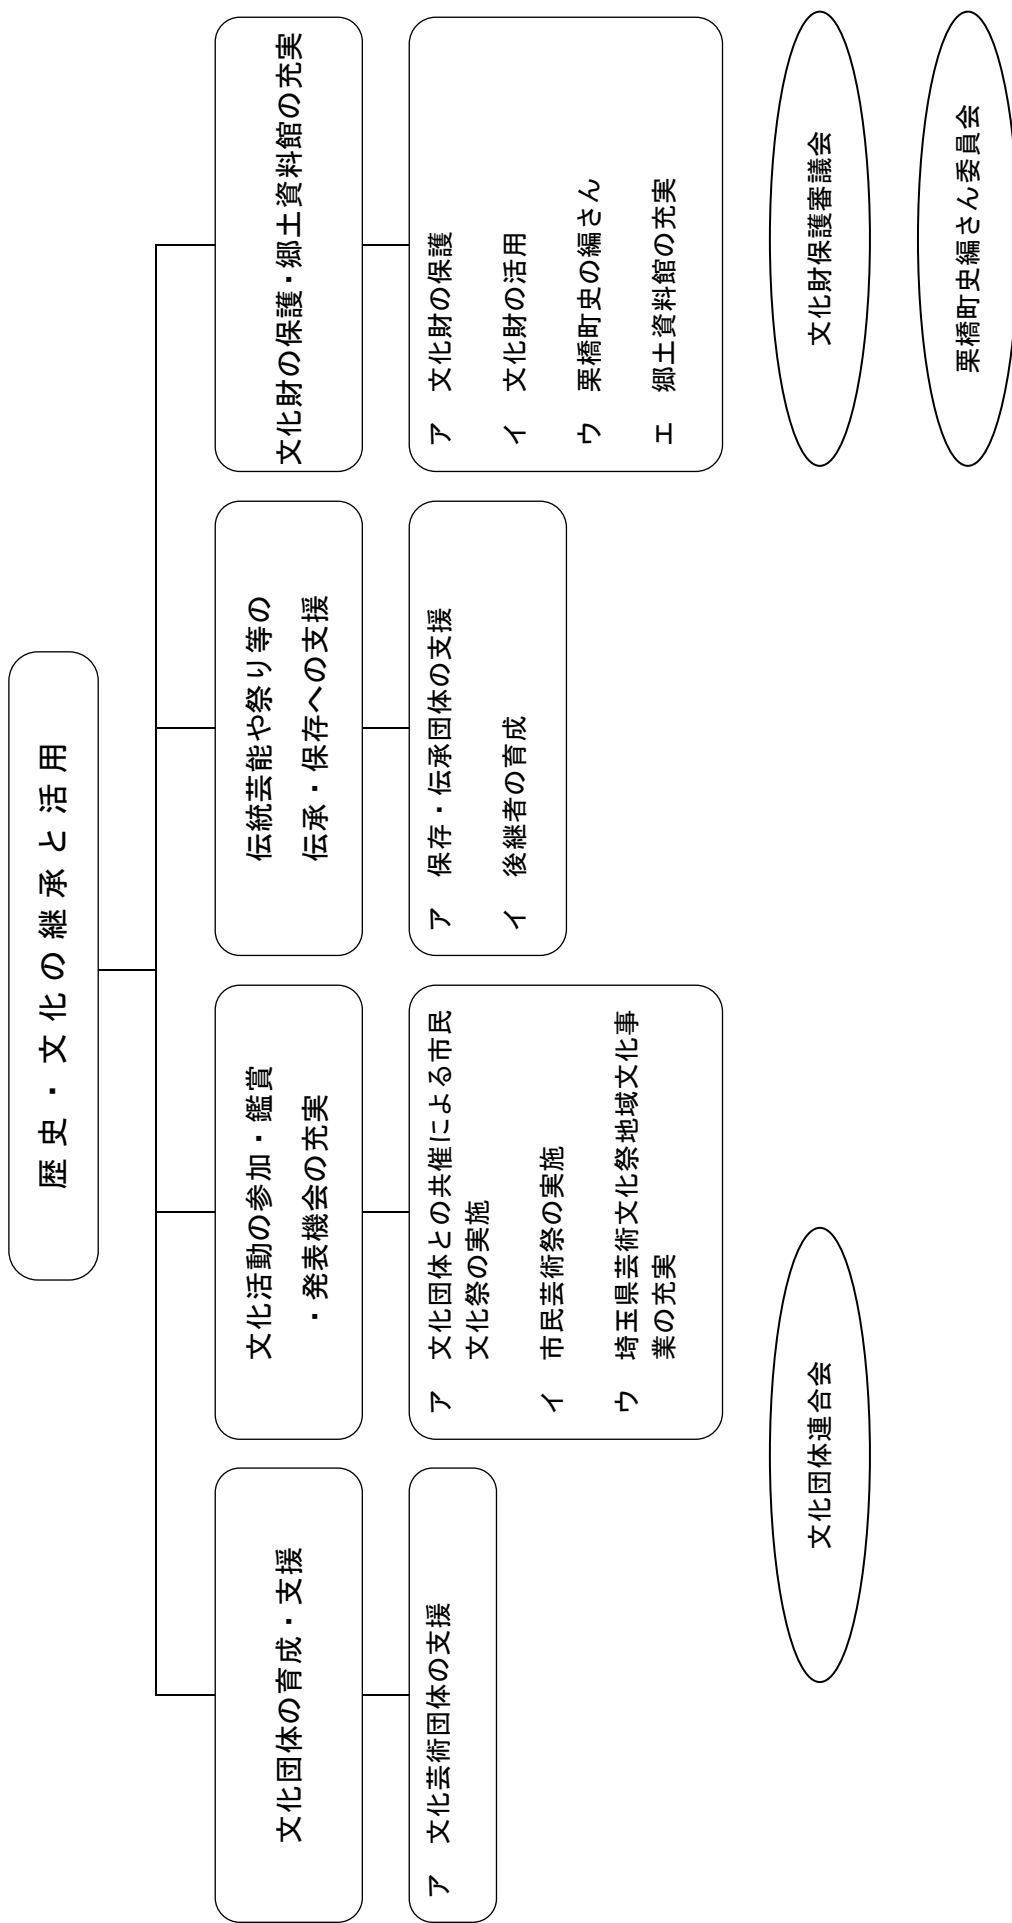 歴史・文化の継承と活用
文化団体の育成・支援
ア 文化芸術団体の支援
文化活動の参加・鑑賞
・発表機会の充実
ア 文化団体との共催による市民
文化祭の実施
イ 市民芸術祭の実施
ウ 埼玉県芸術文化祭地域文化事
業の充実
伝統芸能や祭り等の
伝承・保存への支援
ア 保存・伝承団体の支援
イ 後継者の育成
文化財の保護・郷土資料館の充実
ア 文化財の保護
イ 文化財の活用
ウ 栗橋町史の編さん
エ 郷土資料館の充実
文化団体連合会
文化財保護審議会
栗橋町史編さん委員会